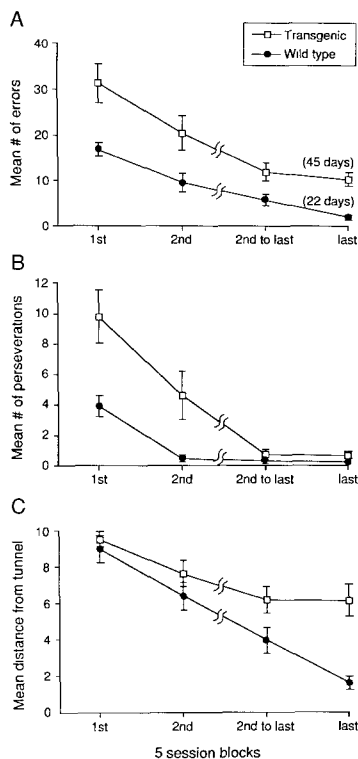 A
Transgenic
Wild type
Mean # of errors
40
30
20
10
0
(45 days)
(22 days)
1st
2nd
2nd to last
last
B
Mean # of perseverations
12
10
8
6
4
2
0
1st
2nd
2nd to last
last
C
Mean distance from tunnel
10
8
6
4
2
0
1st
2nd
2nd to last
last
5 session blocks